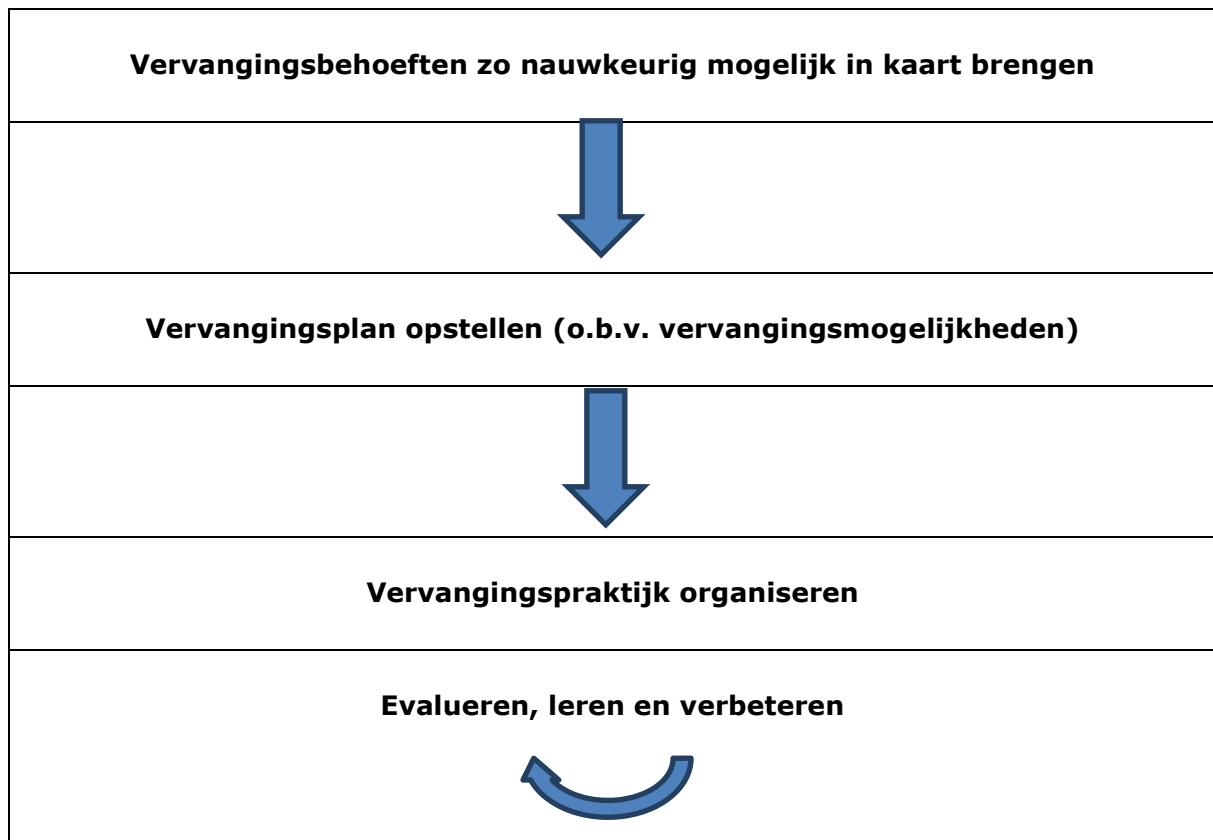 Vervangingsbehoeften zo nauwkeurig mogelijk in kaart brengen
Vervangingsplan opstellen (o.b.v. vervangingsmogelijkheden)
Vervangingspraktijk organiseren
Evalueren, leren en verbeteren